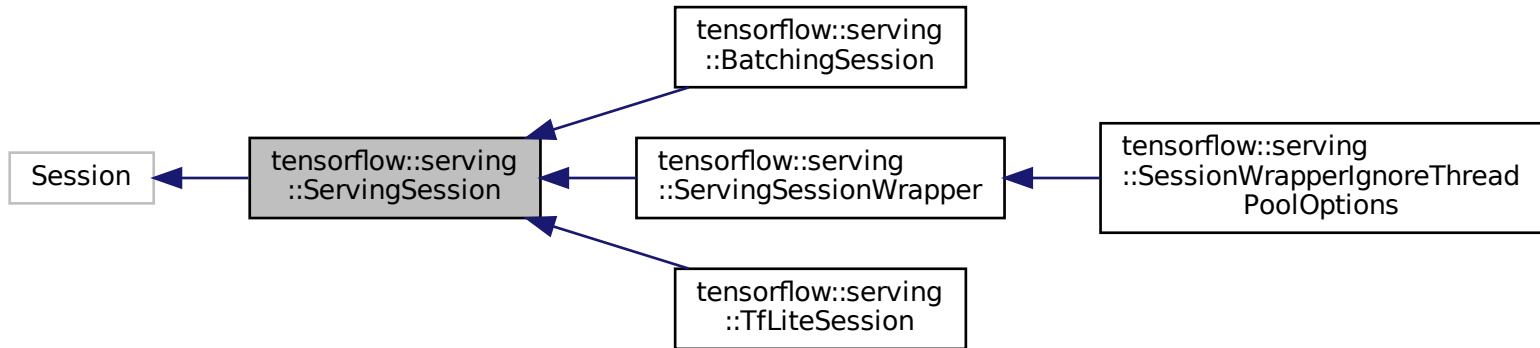 Session
tensorflow::serving
::ServingSession
tensorflow::serving
::BatchingSession
tensorflow::serving
::ServingSessionWrapper
tensorflow::serving
::TfLiteSession
tensorflow::serving
::SessionWrapperIgnoreThread
PoolOptions